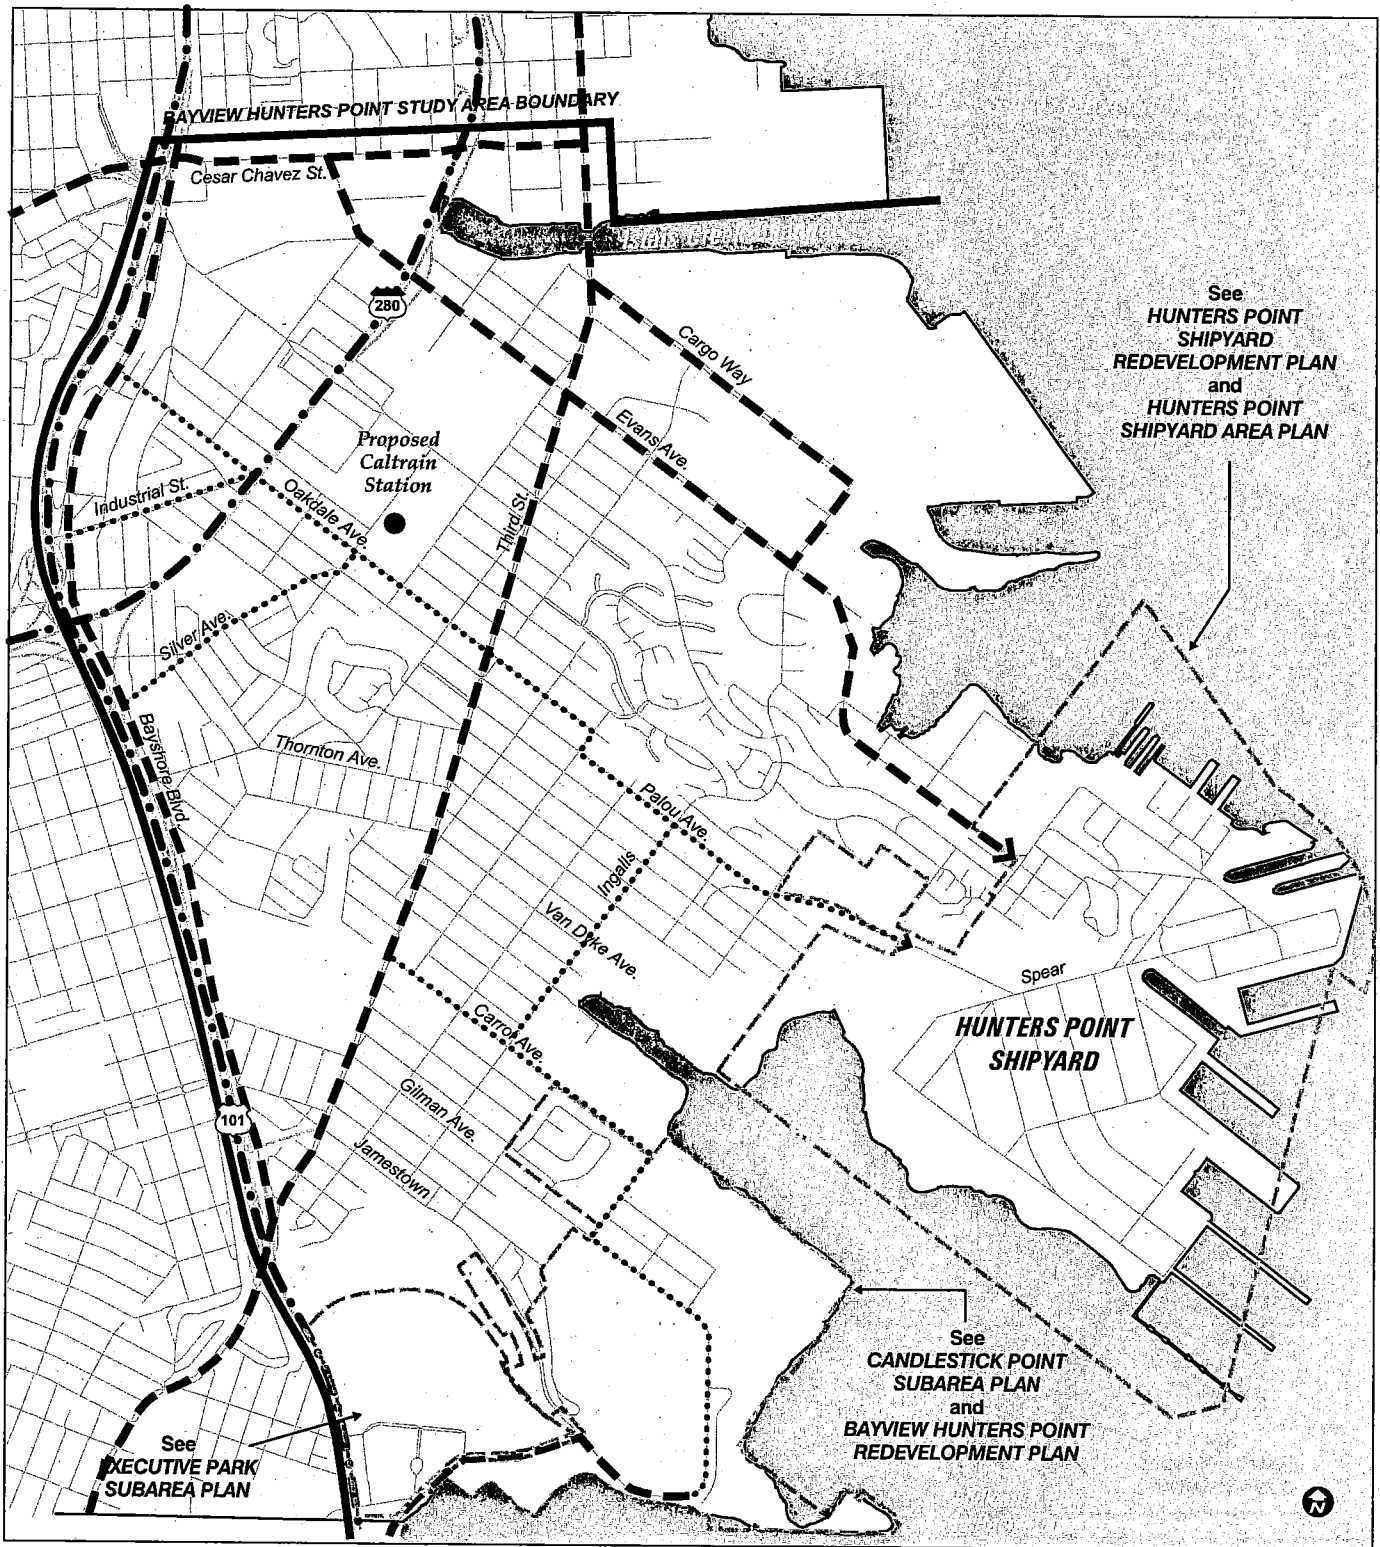 BAYVIEW HUNTERS POINT STUDY AREA BOUNDARY
Cesar Chavez St.
280
Cargo Way
See
HUNTERS POINT
SHIPYARD
REDEVELOPMENT PLAN
and
HUNTERS POINT
SHIPYARD AREA PLAN
Evans Ave.
Proposed
Caltrain
Station
Industrial St.
Oakdale Ave.
Third St.
Silver Ave.
Bayshore Blvd.
Thornton Ave.
Palou Ave.
Ingalls
Van Dyke Ave.
Spear
HUNTERS POINT
SHIPYARD
Carrol Ave.
Gilman Ave.
101
Jamestown
See
CANDLESTICK POINT
SUBAREA PLAN
and
BAYVIEW HUNTERS POINT
REDEVELOPMENT PLAN
See
EXECUTIVE PARK
SUBAREA PLAN
N